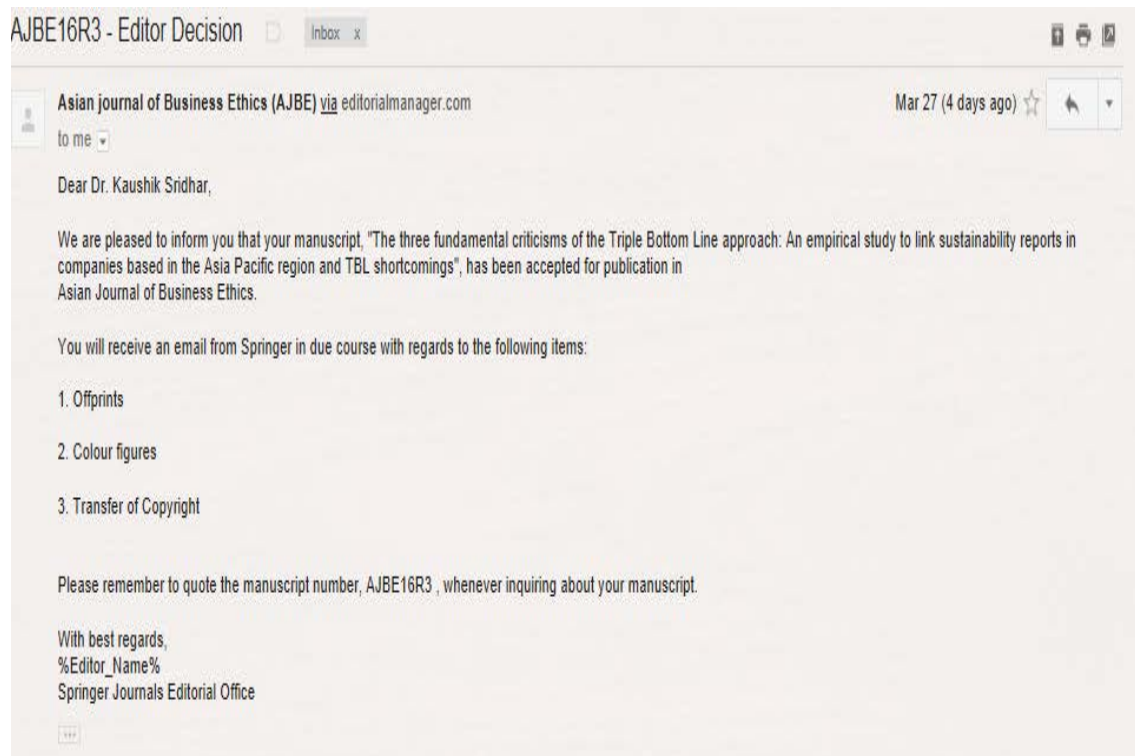 AJBE16R3 - Editor Decision
Inbox x
Asian journal of Business Ethics (AJBE) via editorialmanager.com
Mar 27 (4 days ago)
to me
Dear Dr. Kaushik Sridhar,
We are pleased to inform you that your manuscript, "The three fundamental criticisms of the Triple Bottom Line approach: An empirical study to link sustainability reports in
companies based in the Asia Pacific region and TBL shortcomings", has been accepted for publication in
Asian Journal of Business Ethics.
You will receive an email from Springer in due course with regards to the following items:
1. Offprints
2. Colour figures
3. Transfer of Copyright
Please remember to quote the manuscript number, AJBE16R3 , whenever inquiring about your manuscript.
With best regards,
%Editor_Name%
Springer Journals Editorial Office